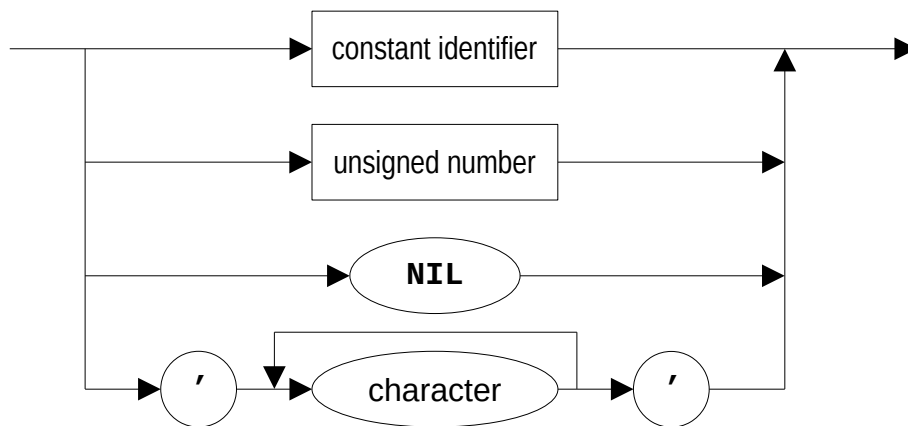 constant identifier
unsigned number
NIL
' character '